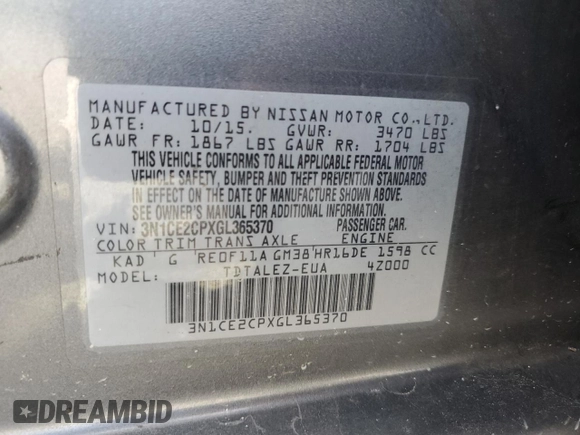 MANUFACTURED BY NISSAN MOTOR CO., LTD.
DATE: 10/15. GVWR: 3470 LBS
GAWR FR: 1867 LBS GAWR RR: 1704 LBS
THIS VEHICLE CONFORMS TO ALL APPLICABLE FEDERAL MOTOR
VEHICLE SAFETY, BUMPER AND THEFT PREVENTION STANDARDS
IN EFFECT ON THE DATE OF MANUFACTURE SHOWN ABOVE.
SEE OWNER'S MANUAL FOR ADDITIONAL INFORMATION.
VIN: 3N1CE2CPXGL365370 PASSENGER CAR.
COLOR TRIM TRANS AXLE ENGINE
KAD G RE0F11A GM38 HR16DE 1598 CC
MODEL: TDTALEZ-EUA 4Z000
3N1CE2CPXGL365370
DREAMBID